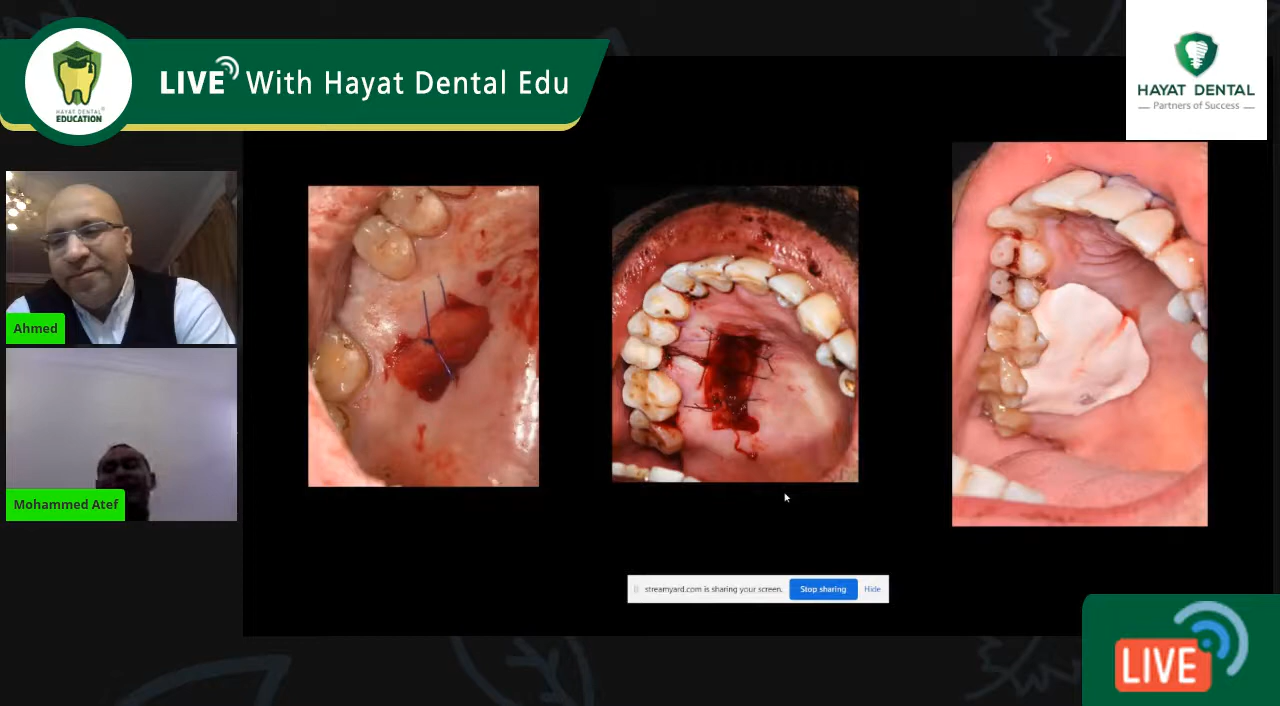 LIVE With Hayat Dental Edu
HAYAT DENTAL
EDUCATION
HAYAT DENTAL
Partners of Success
Ahmed
Mohammed Atef
streamyard.com is sharing your screen.
Stop sharing
Hide
LIVE